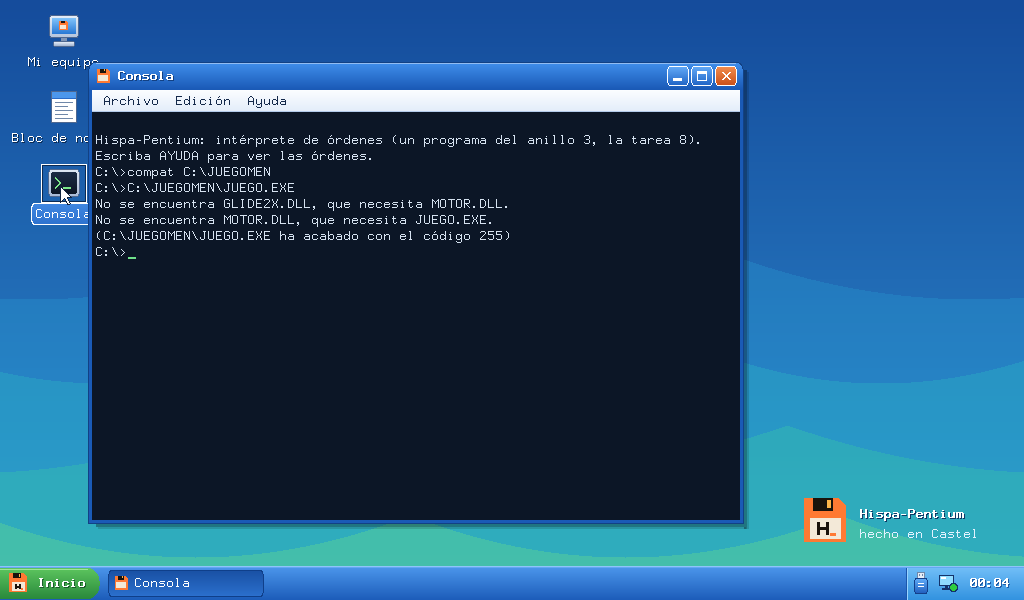 Mi equipo
Consola
Archivo Edición Ayuda
Bloc de no
Hispa-Pentium: intérprete de órdenes (un programa del anillo 3, la tarea 8).
Escriba AYUDA para ver las órdenes.
C:\>compat C:\JUEGOMEN
C:\>C:\JUEGOMEN\JUEGO.EXE
No se encuentra GLIDE2X.DLL, que necesita MOTOR.DLL.
No se encuentra MOTOR.DLL, que necesita JUEGO.EXE.
(C:\JUEGOMEN\JUEGO.EXE ha acabado con el código 255)
C:\>_
Consola
H_
Hispa-Pentium
hecho en Castel
Inicio
Consola
00:04